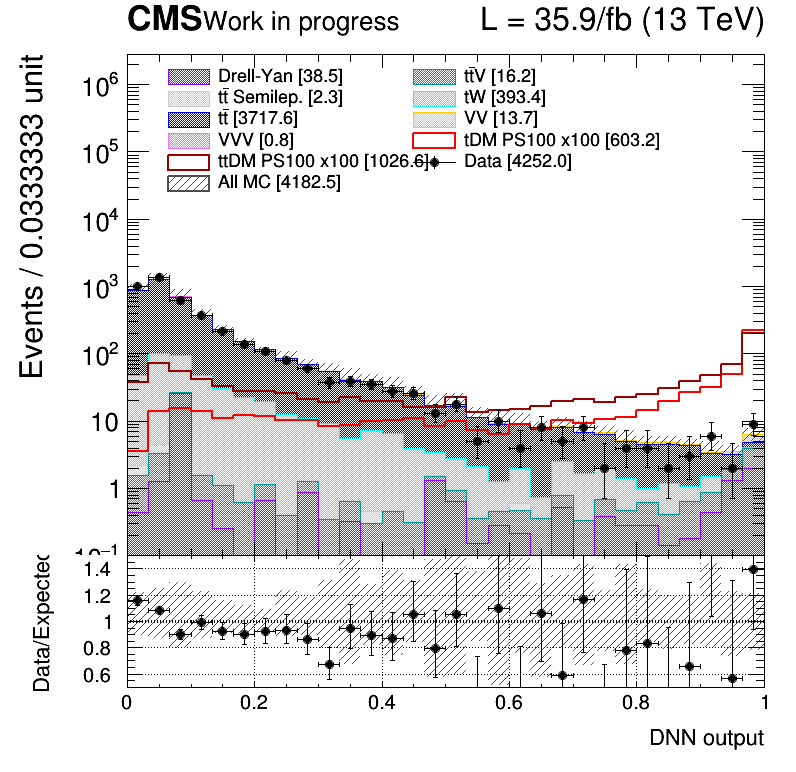 CMS Work in progress L = 35.9/fb (13 TeV)
Events / 0.0333333 unit
Drell-Yan [38.5] tt̄V [16.2]
tt̄ Semilep. [2.3] tW [393.4]
tt̄ [3717.6] VV [13.7]
VVV [0.8] tDM PS100 x100 [603.2]
ttDM PS100 x100 [1026.6] Data [4252.0]
All MC [4182.5]
10⁶
10⁵
10⁴
10³
10²
10
1
10⁻¹
Data/Expected
1.4
1.2
1
0.8
0.6
0 0.2 0.4 0.6 0.8 1
DNN output